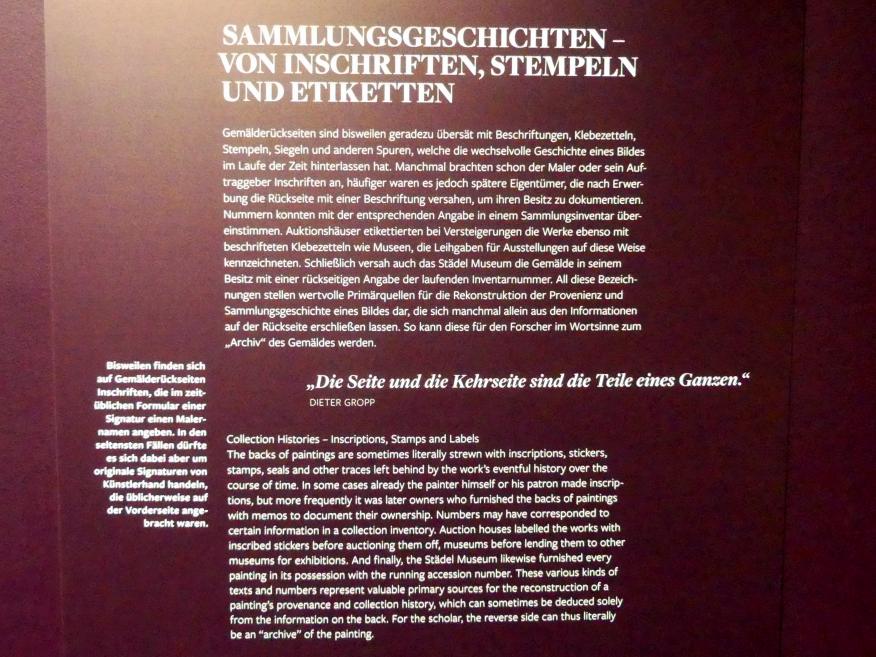 SAMMLUNGSGESCHICHTEN –
VON INSCHRIFTEN, STEMPELN
UND ETIKETTEN
Gemälderückseiten sind bisweilen geradezu übersät mit Beschriftungen, Klebezetteln,
Stempeln, Siegeln und anderen Spuren, welche die wechselvolle Geschichte eines Bildes
im Laufe der Zeit hinterlassen hat. Manchmal brachten schon der Maler oder sein Auf-
traggeber Inschriften an, häufiger waren es jedoch spätere Eigentümer, die nach Erwer-
bung die Rückseite mit einer Beschriftung versahen, um ihren Besitz zu dokumentieren.
Nummern konnten mit der entsprechenden Angabe in einem Sammlungsinventar über-
einstimmen. Auktionshäuser etikettierten bei Versteigerungen die Werke ebenso mit
beschrifteten Klebezetteln wie Museen, die Leihgaben für Ausstellungen auf diese Weise
kennzeichneten. Schließlich versah auch das Städel Museum die Gemälde in seinem
Besitz mit einer rückseitigen Angabe der laufenden Inventarnummer. All diese Bezeich-
nungen stellen wertvolle Primärquellen für die Rekonstruktion der Provenienz und
Sammlungsgeschichte eines Bildes dar, die sich manchmal allein aus den Informationen
auf der Rückseite erschließen lassen. So kann diese für den Forscher im Wortsinne zum
„Archiv“ des Gemäldes werden.
Bisweilen finden sich
auf Gemälderückseiten
Inschriften, die im zeit-
üblichen Formular einer
Signatur einen Maler-
namen angeben. In den
seltensten Fällen dürfte
es sich dabei aber um
originale Signaturen von
Künstlerhand handeln,
die üblicherweise auf
der Vorderseite ange-
bracht waren.
„Die Seite und die Kehrseite sind die Teile eines Ganzen.“
DIETER GROPP
Collection Histories – Inscriptions, Stamps and Labels
The backs of paintings are sometimes literally strewn with inscriptions, stickers,
stamps, seals and other traces left behind by the work's eventful history over the
course of time. In some cases already the painter himself or his patron made inscrip-
tions, but more frequently it was later owners who furnished the backs of paintings
with memos to document their ownership. Numbers may have corresponded to
certain information in a collection inventory. Auction houses labelled the works with
inscribed stickers before auctioning them off, museums before lending them to other
museums for exhibitions. And finally, the Städel Museum likewise furnished every
painting in its possession with the running accession number. These various kinds of
texts and numbers represent valuable primary sources for the reconstruction of a
painting's provenance and collection history, which can sometimes be deduced solely
from the information on the back. For the scholar, the reverse side can thus literally
be an “archive” of the painting.